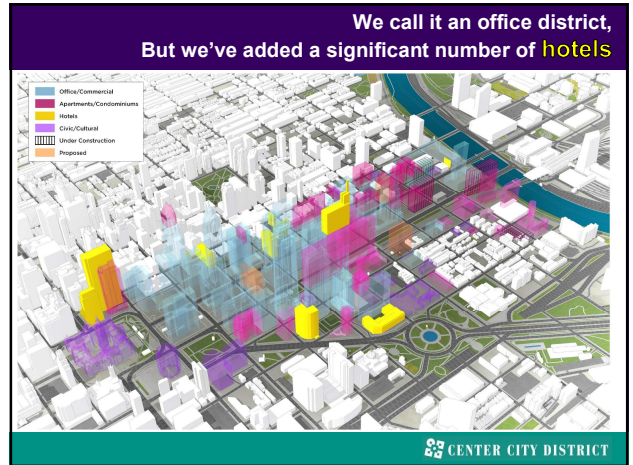 We call it an office district,
But we've added a significant number of hotels
Office/Commercial
Apartments/Condominiums
Hotels
Civic/Cultural
Under Construction
Proposed
CENTER CITY DISTRICT